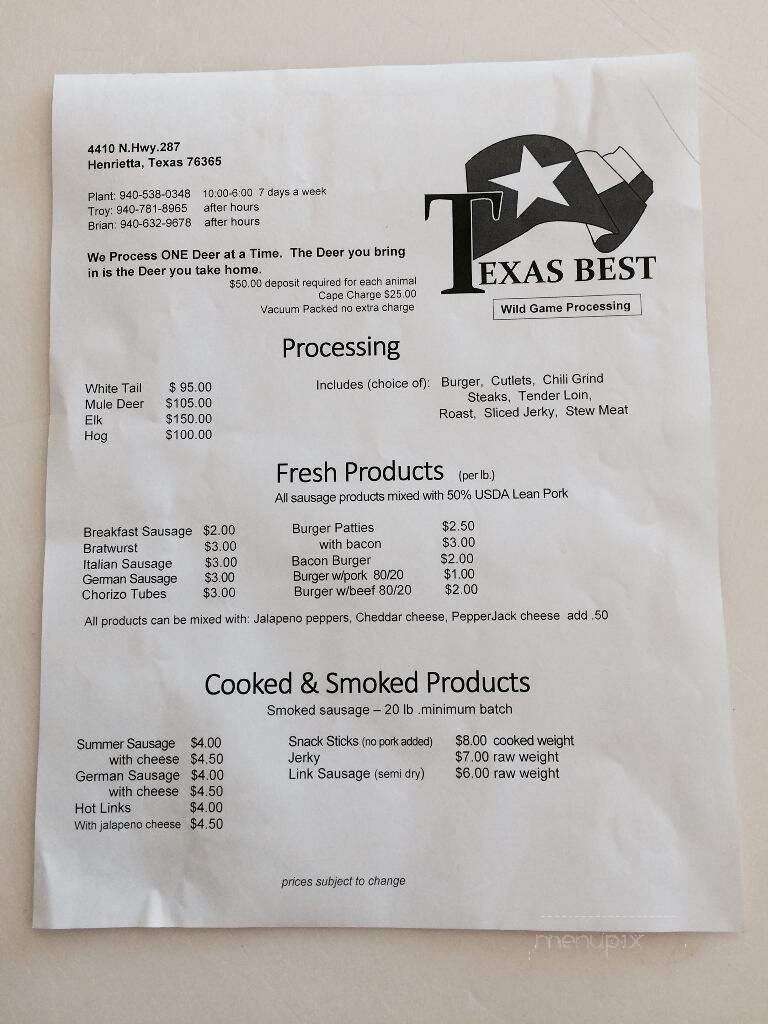 4410 N.Hwy.287
Henrietta, Texas 76365
Plant: 940-538-0348 10:00-6:00 7 days a week
Troy: 940-781-8965 after hours
Brian: 940-632-9678 after hours
We Process ONE Deer at a Time. The Deer you bring
in is the Deer you take home.
$50.00 deposit required for each animal
Cape Charge $25.00
Vacuum Packed no extra charge
TEXAS BEST
Wild Game Processing
Processing
White Tail $ 95.00
Mule Deer $105.00
Elk $150.00
Hog $100.00
Includes (choice of): Burger, Cutlets, Chili Grind
Steaks, Tender Loin,
Roast, Sliced Jerky, Stew Meat
Fresh Products (per lb.)
All sausage products mixed with 50% USDA Lean Pork
Breakfast Sausage $2.00
Bratwurst $3.00
Italian Sausage $3.00
German Sausage $3.00
Chorizo Tubes $3.00
Burger Patties $2.50
with bacon $3.00
Bacon Burger $2.00
Burger w/pork 80/20 $1.00
Burger w/beef 80/20 $2.00
All products can be mixed with: Jalapeno peppers, Cheddar cheese, PepperJack cheese add .50
Cooked & Smoked Products
Smoked sausage – 20 lb .minimum batch
Summer Sausage $4.00
with cheese $4.50
German Sausage $4.00
with cheese $4.50
Hot Links $4.00
With jalapeno cheese $4.50
Snack Sticks (no pork added) $8.00 cooked weight
Jerky $7.00 raw weight
Link Sausage (semi dry) $6.00 raw weight
prices subject to change
menupix